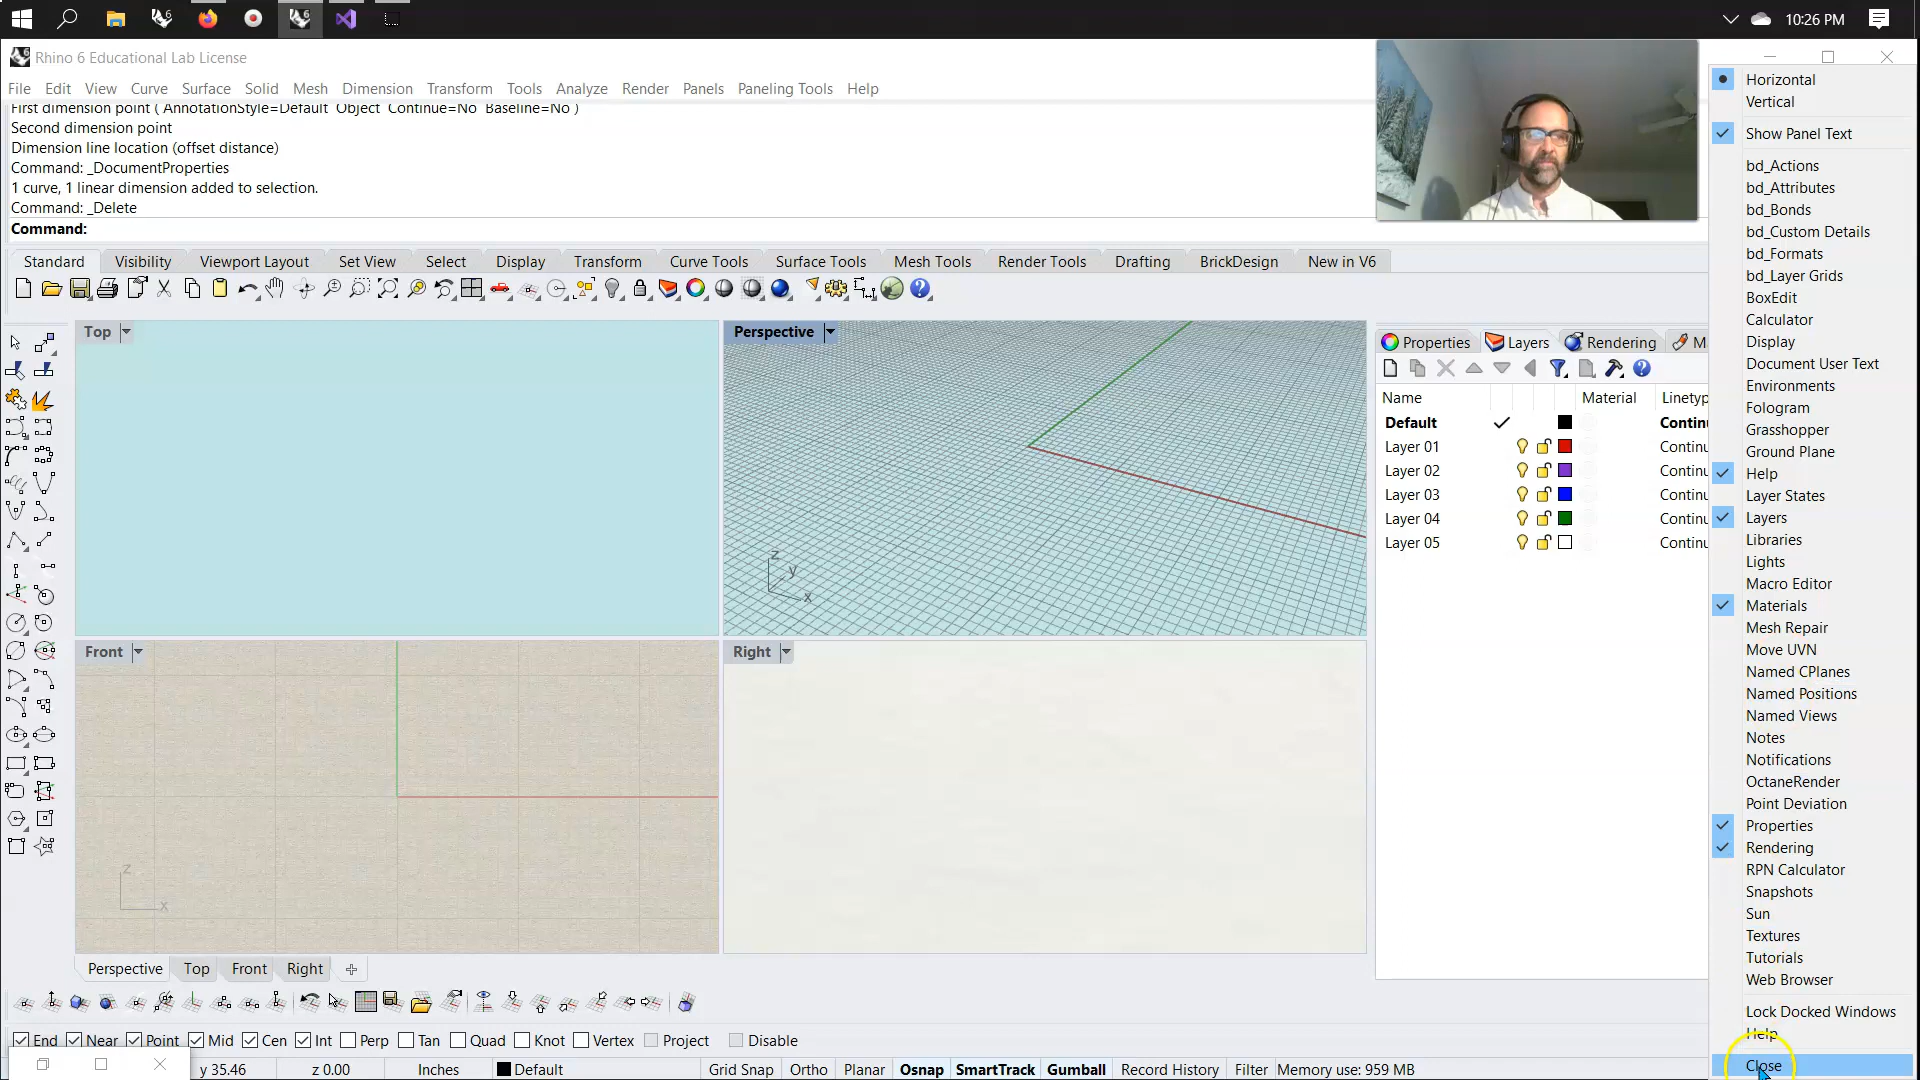 10:26 PM
Rhino 6 Educational Lab License
File Edit View Curve Surface Solid Mesh Dimension Transform Tools Analyze Render Panels Paneling Tools Help
First dimension point ( AnnotationStyle=Default Object Continue=No Baseline=No )
Second dimension point
Dimension line location (offset distance)
Command: _DocumentProperties
1 curve, 1 linear dimension added to selection.
Command: _Delete
Command:
Standard Visibility Viewport Layout Set View Select Display Transform Curve Tools Surface Tools Mesh Tools Render Tools Drafting BrickDesign New in V6
Top
Perspective
z
y
x
Front
z
x
Right
Properties Layers Rendering M
Name Material Linetyp
Default Contin
Layer 01 Continu
Layer 02 Continu
Layer 03 Continu
Layer 04 Continu
Layer 05 Continu
Horizontal
Vertical
Show Panel Text
bd_Actions
bd_Attributes
bd_Bonds
bd_Custom Details
bd_Formats
bd_Layer Grids
BoxEdit
Calculator
Display
Document User Text
Environments
Fologram
Grasshopper
Ground Plane
Help
Layer States
Layers
Libraries
Lights
Macro Editor
Materials
Mesh Repair
Move UVN
Named CPlanes
Named Positions
Named Views
Notes
Notifications
OctaneRender
Point Deviation
Properties
Rendering
RPN Calculator
Snapshots
Sun
Textures
Tutorials
Web Browser
Lock Docked Windows
Help
Close
Perspective Top Front Right
End Near Point Mid Cen Int Perp Tan Quad Knot Vertex Project Disable
y 35.46 z 0.00 Inches Default Grid Snap Ortho Planar Osnap SmartTrack Gumball Record History Filter Memory use: 959 MB